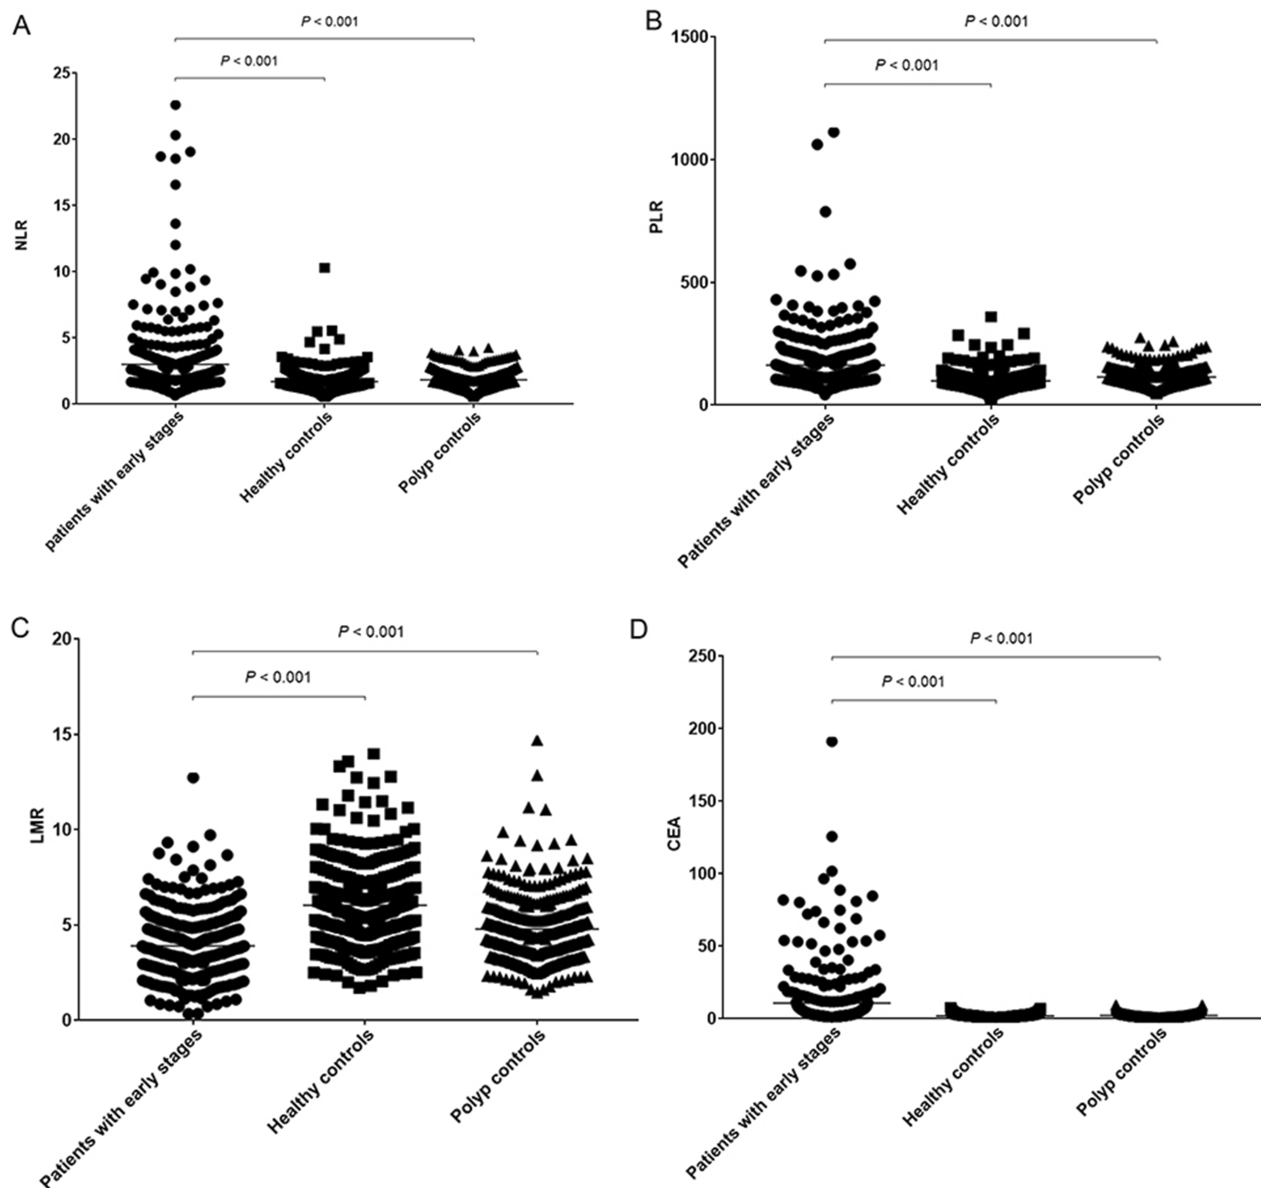 A
P < 0.001
P < 0.001
25
20
15
10
5
0
NLR
patients with early stages
Healthy controls
Polyp controls
B
P < 0.001
P < 0.001
1500
1000
500
0
PLR
Patients with early stages
Healthy controls
Polyp controls
C
P < 0.001
P < 0.001
20
15
10
5
0
LMR
Patients with early stages
Healthy controls
Polyp controls
D
P < 0.001
P < 0.001
250
200
150
100
50
0
CEA
Patients with early stages
Healthy controls
Polyp controls